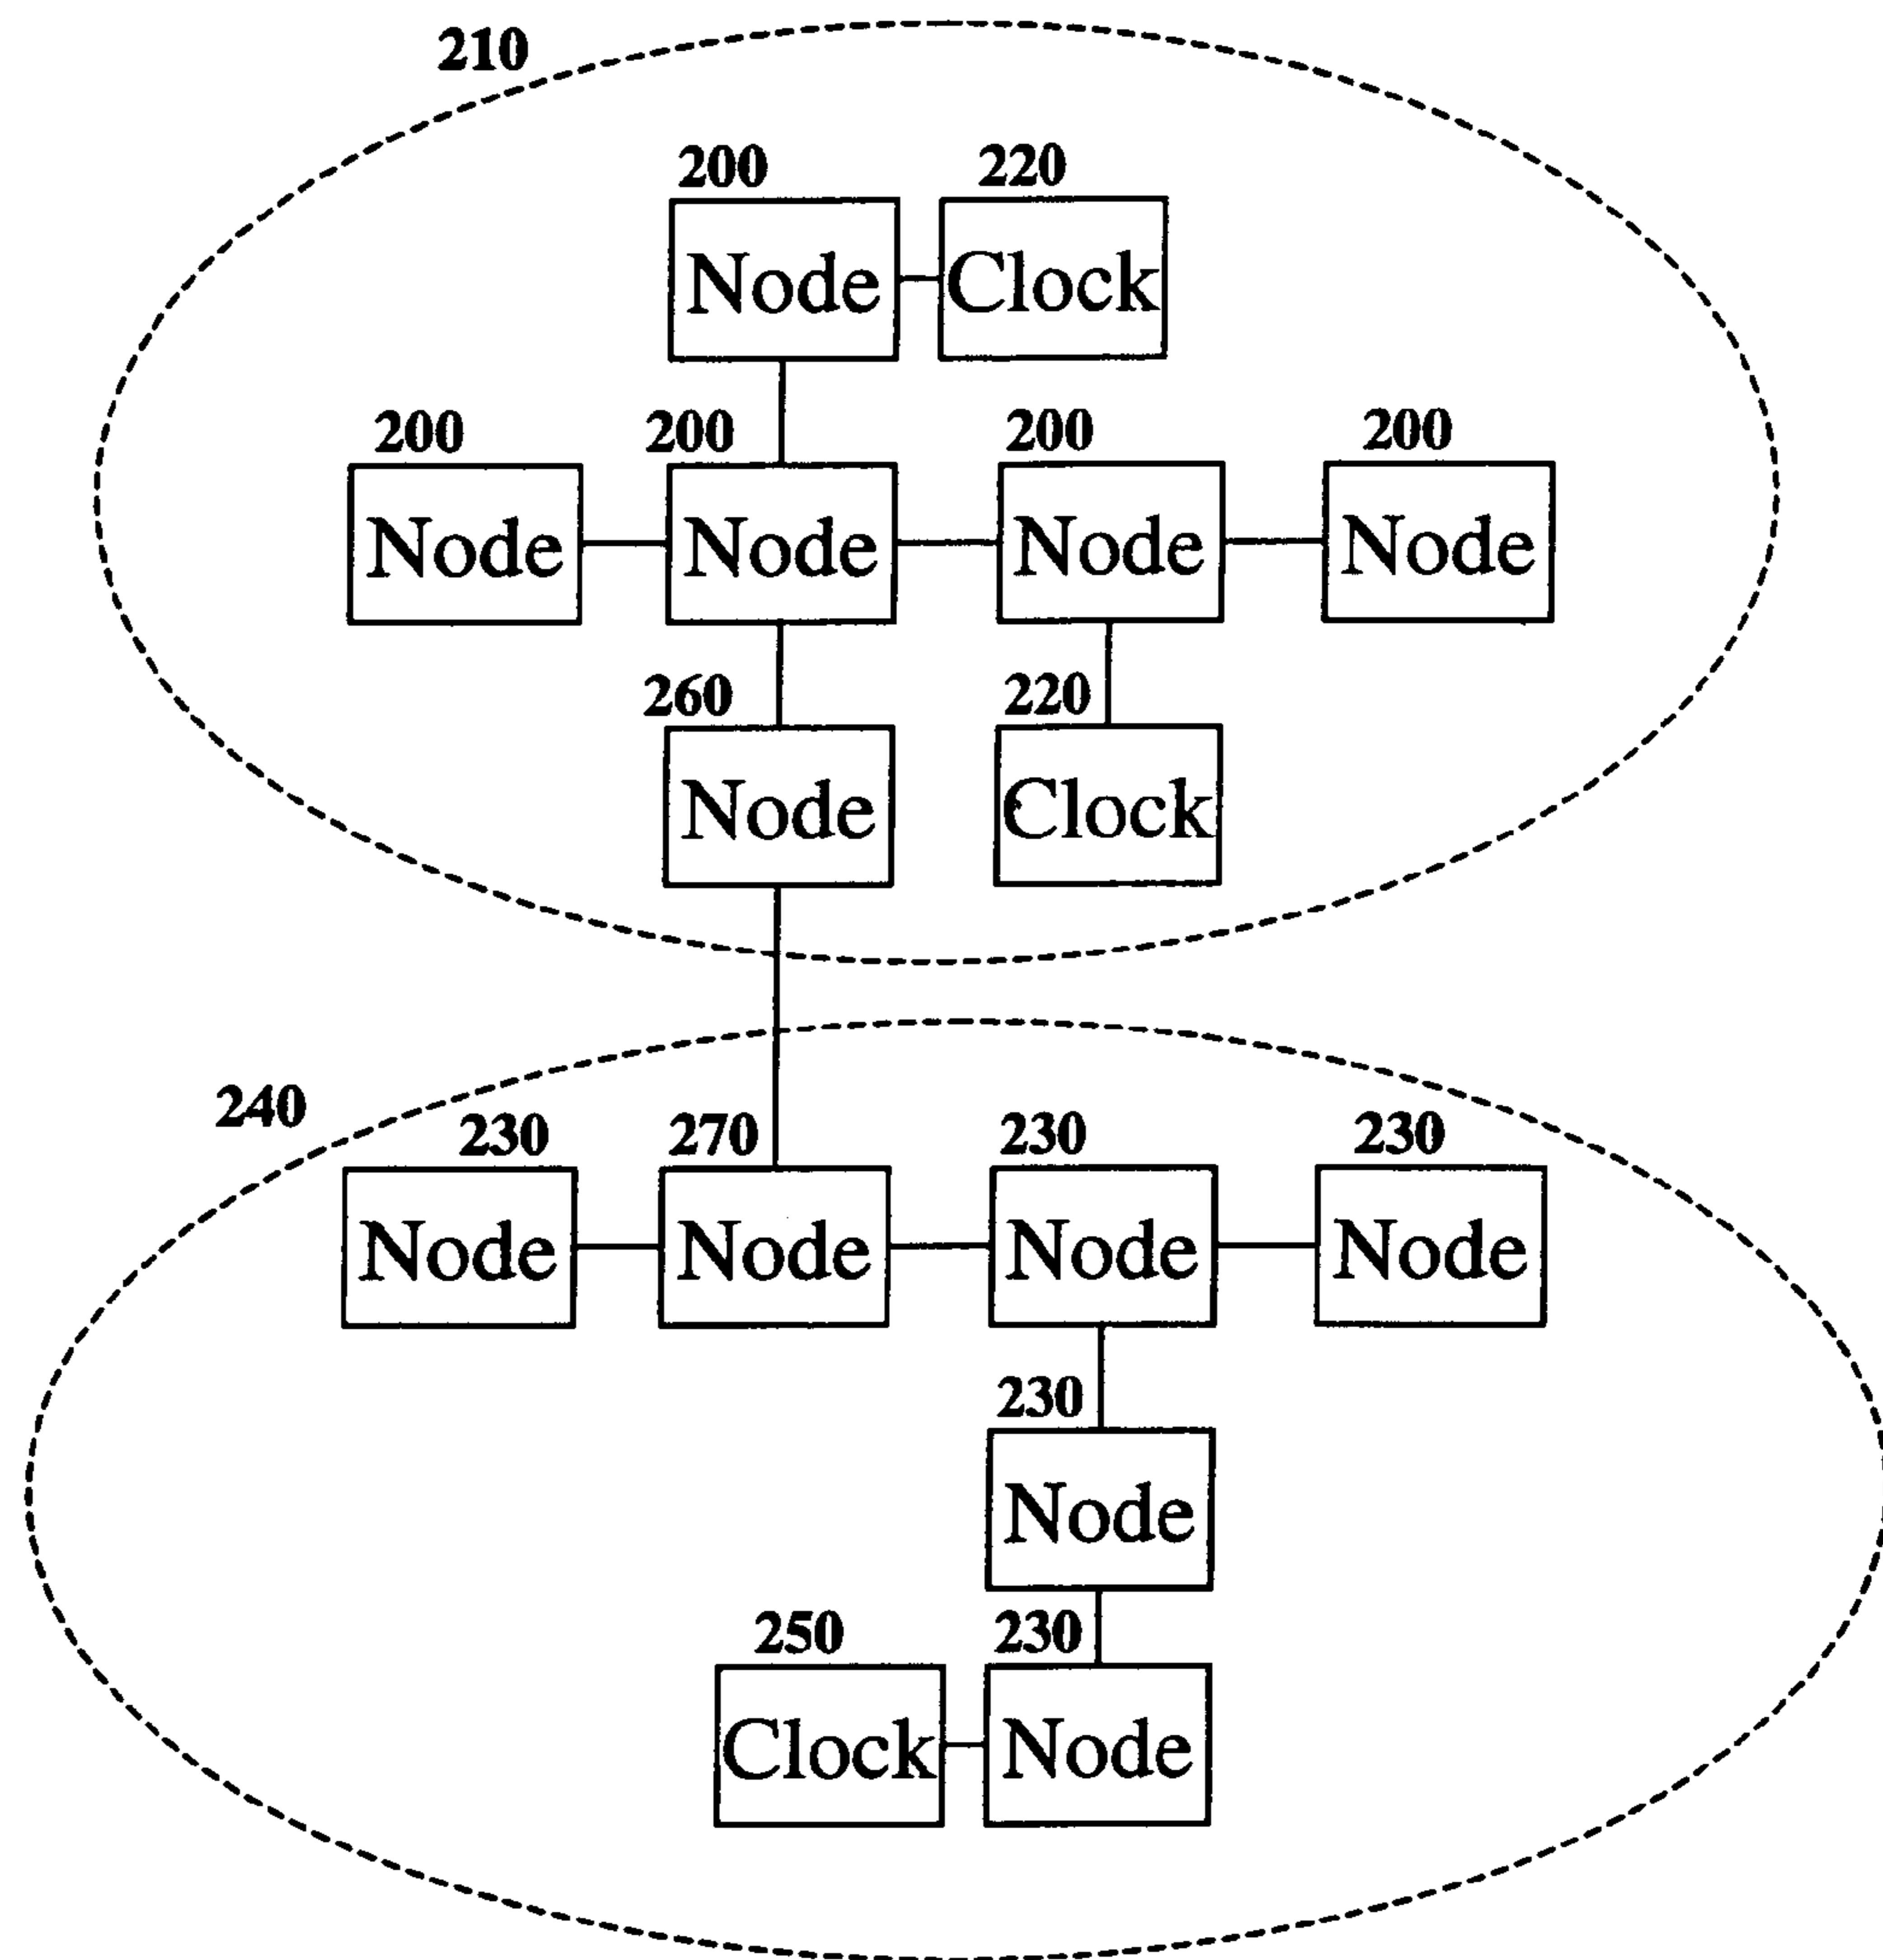 210
200 220
Node Clock
200 200 200 200
Node Node Node Node
260 220
Node Clock
240
230 270 230 230
Node Node Node Node
230
Node
250 230
Clock Node